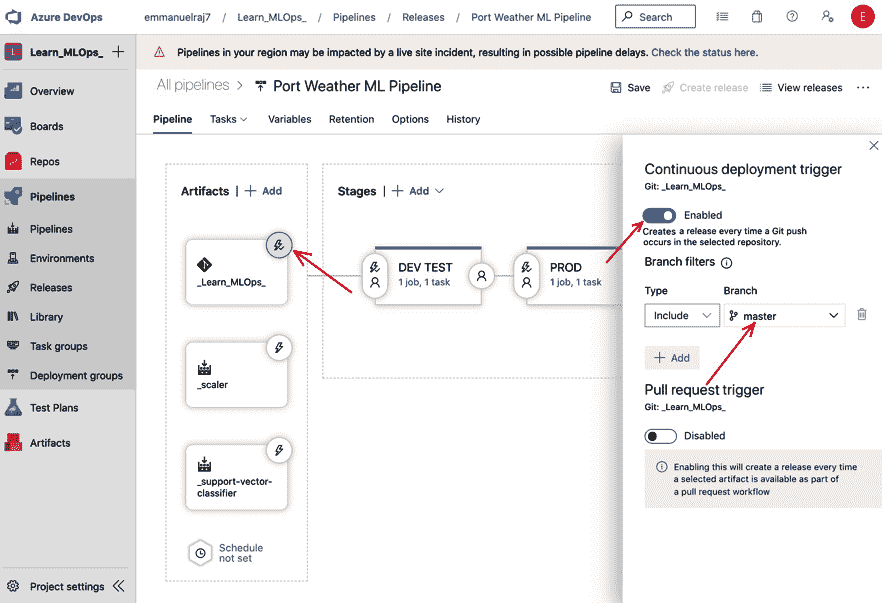 Azure DevOps
emmanuelraj7 / Learn_MLOps_ / Pipelines / Releases / Port Weather ML Pipeline
Search
E
L Learn_MLOps_ +
Pipelines in your region may be impacted by a live site incident, resulting in possible pipeline delays. Check the status here.
Overview
Boards
Repos
Pipelines
Pipelines
Environments
Releases
Library
Task groups
Deployment groups
Test Plans
Artifacts
Project settings
All pipelines > Port Weather ML Pipeline
Save
Create release
View releases
...
Pipeline
Tasks
Variables
Retention
Options
History
Artifacts | + Add
_Learn_MLOps_
_scaler
_support-vector-
classifier
Schedule
not set
Stages | + Add
DEV TEST
1 job, 1 task
PROD
1 job, 1 task
Continuous deployment trigger
Git: _Learn_MLOps_
Enabled
Creates a release every time a Git push
occurs in the selected repository.
Branch filters
Type
Branch
Include
master
+ Add
Pull request trigger
Git: _Learn_MLOps_
Disabled
Enabling this will create a release every time
a selected artifact is available as part of
a pull request workflow